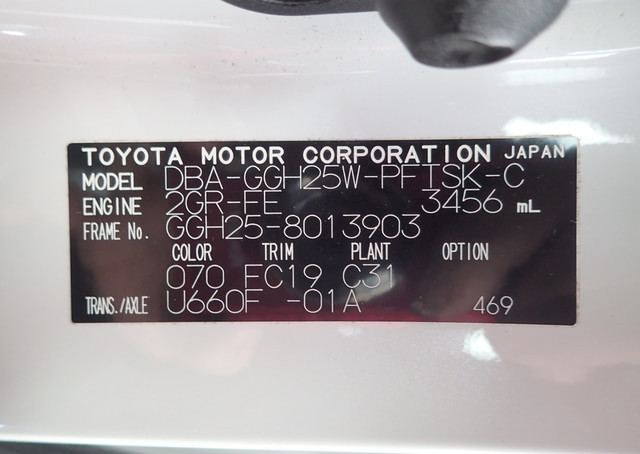 TOYOTA MOTOR CORPORATION JAPAN
MODEL DBA-GGH25W-PFTSK-C
ENGINE 2GR-FE 3456 mL
FRAME No. GGH25-8013903
COLOR TRIM PLANT OPTION
070 FC19 C31
TRANS./AXLE U660F -01A 469